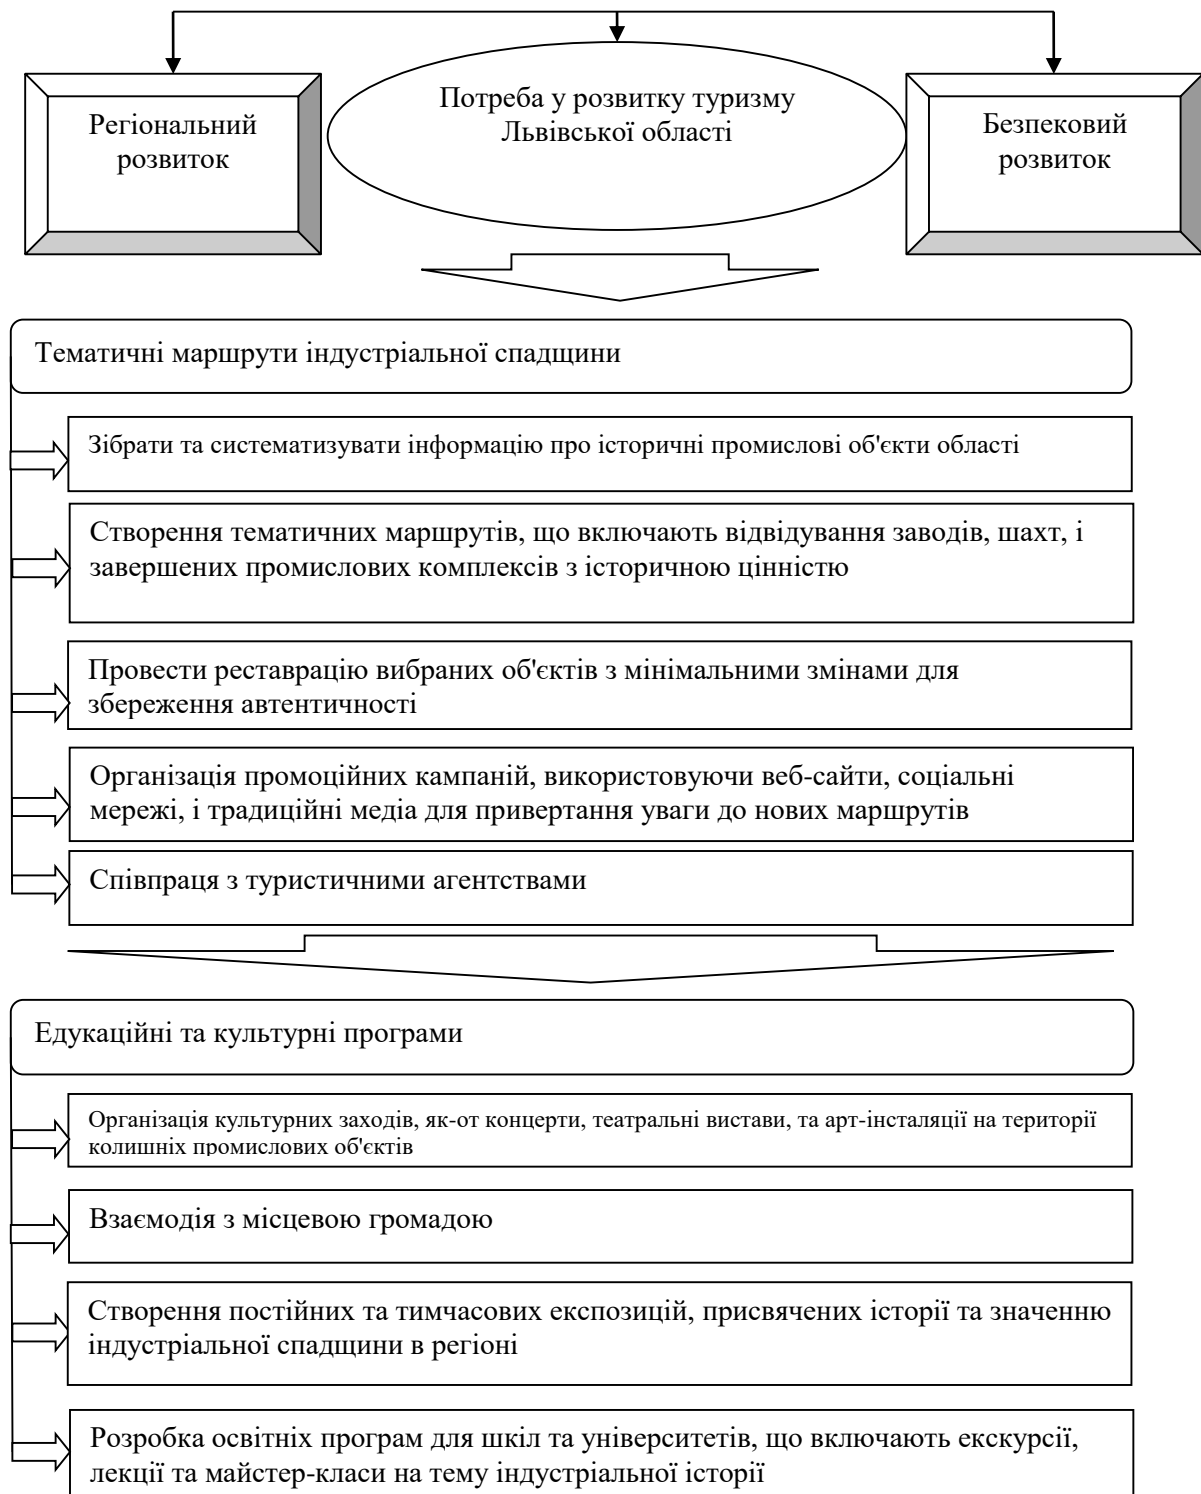 Регіональний
розвиток
Потреба у розвитку туризму
Львівської області
Безпековий
розвиток
Тематичні маршрути індустріальної спадщини
Зібрати та систематизувати інформацію про історичні промислові об'єкти області
Створення тематичних маршрутів, що включають відвідування заводів, шахт, і
завершених промислових комплексів з історичною цінністю
Провести реставрацію вибраних об'єктів з мінімальними змінами для
збереження автентичності
Організація промоційних кампаній, використовуючи веб-сайти, соціальні
мережі, і традиційні медіа для привертання уваги до нових маршрутів
Співпраця з туристичними агентствами
Едукаційні та культурні програми
Організація культурних заходів, як-от концерти, театральні вистави, та арт-інсталяції на території
колишніх промислових об'єктів
Взаємодія з місцевою громадою
Створення постійних та тимчасових експозицій, присвячених історії та значенню
індустріальної спадщини в регіоні
Розробка освітніх програм для шкіл та університетів, що включають екскурсії,
лекції та майстер-класи на тему індустріальної історії